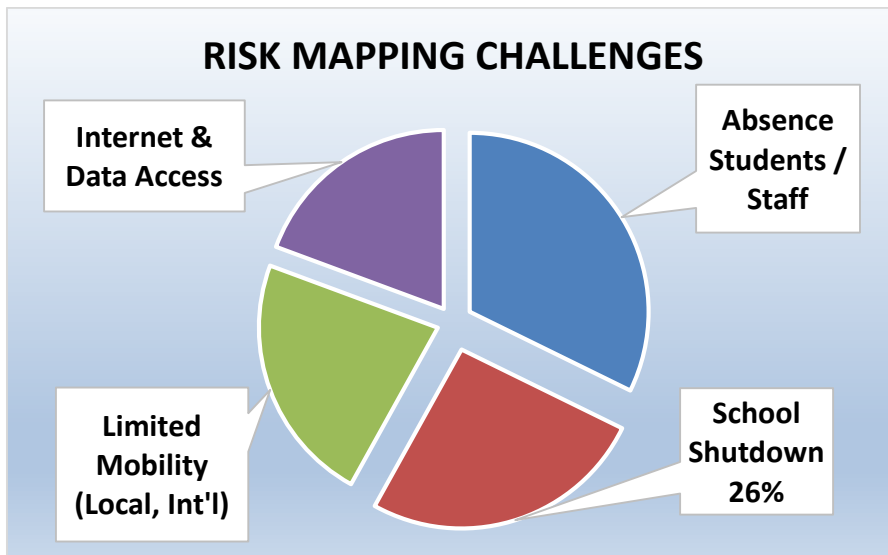 RISK MAPPING CHALLENGES
Internet &
Data Access
Absence
Students /
Staff
Limited
Mobility
(Local, Int'l)
School
Shutdown
26%